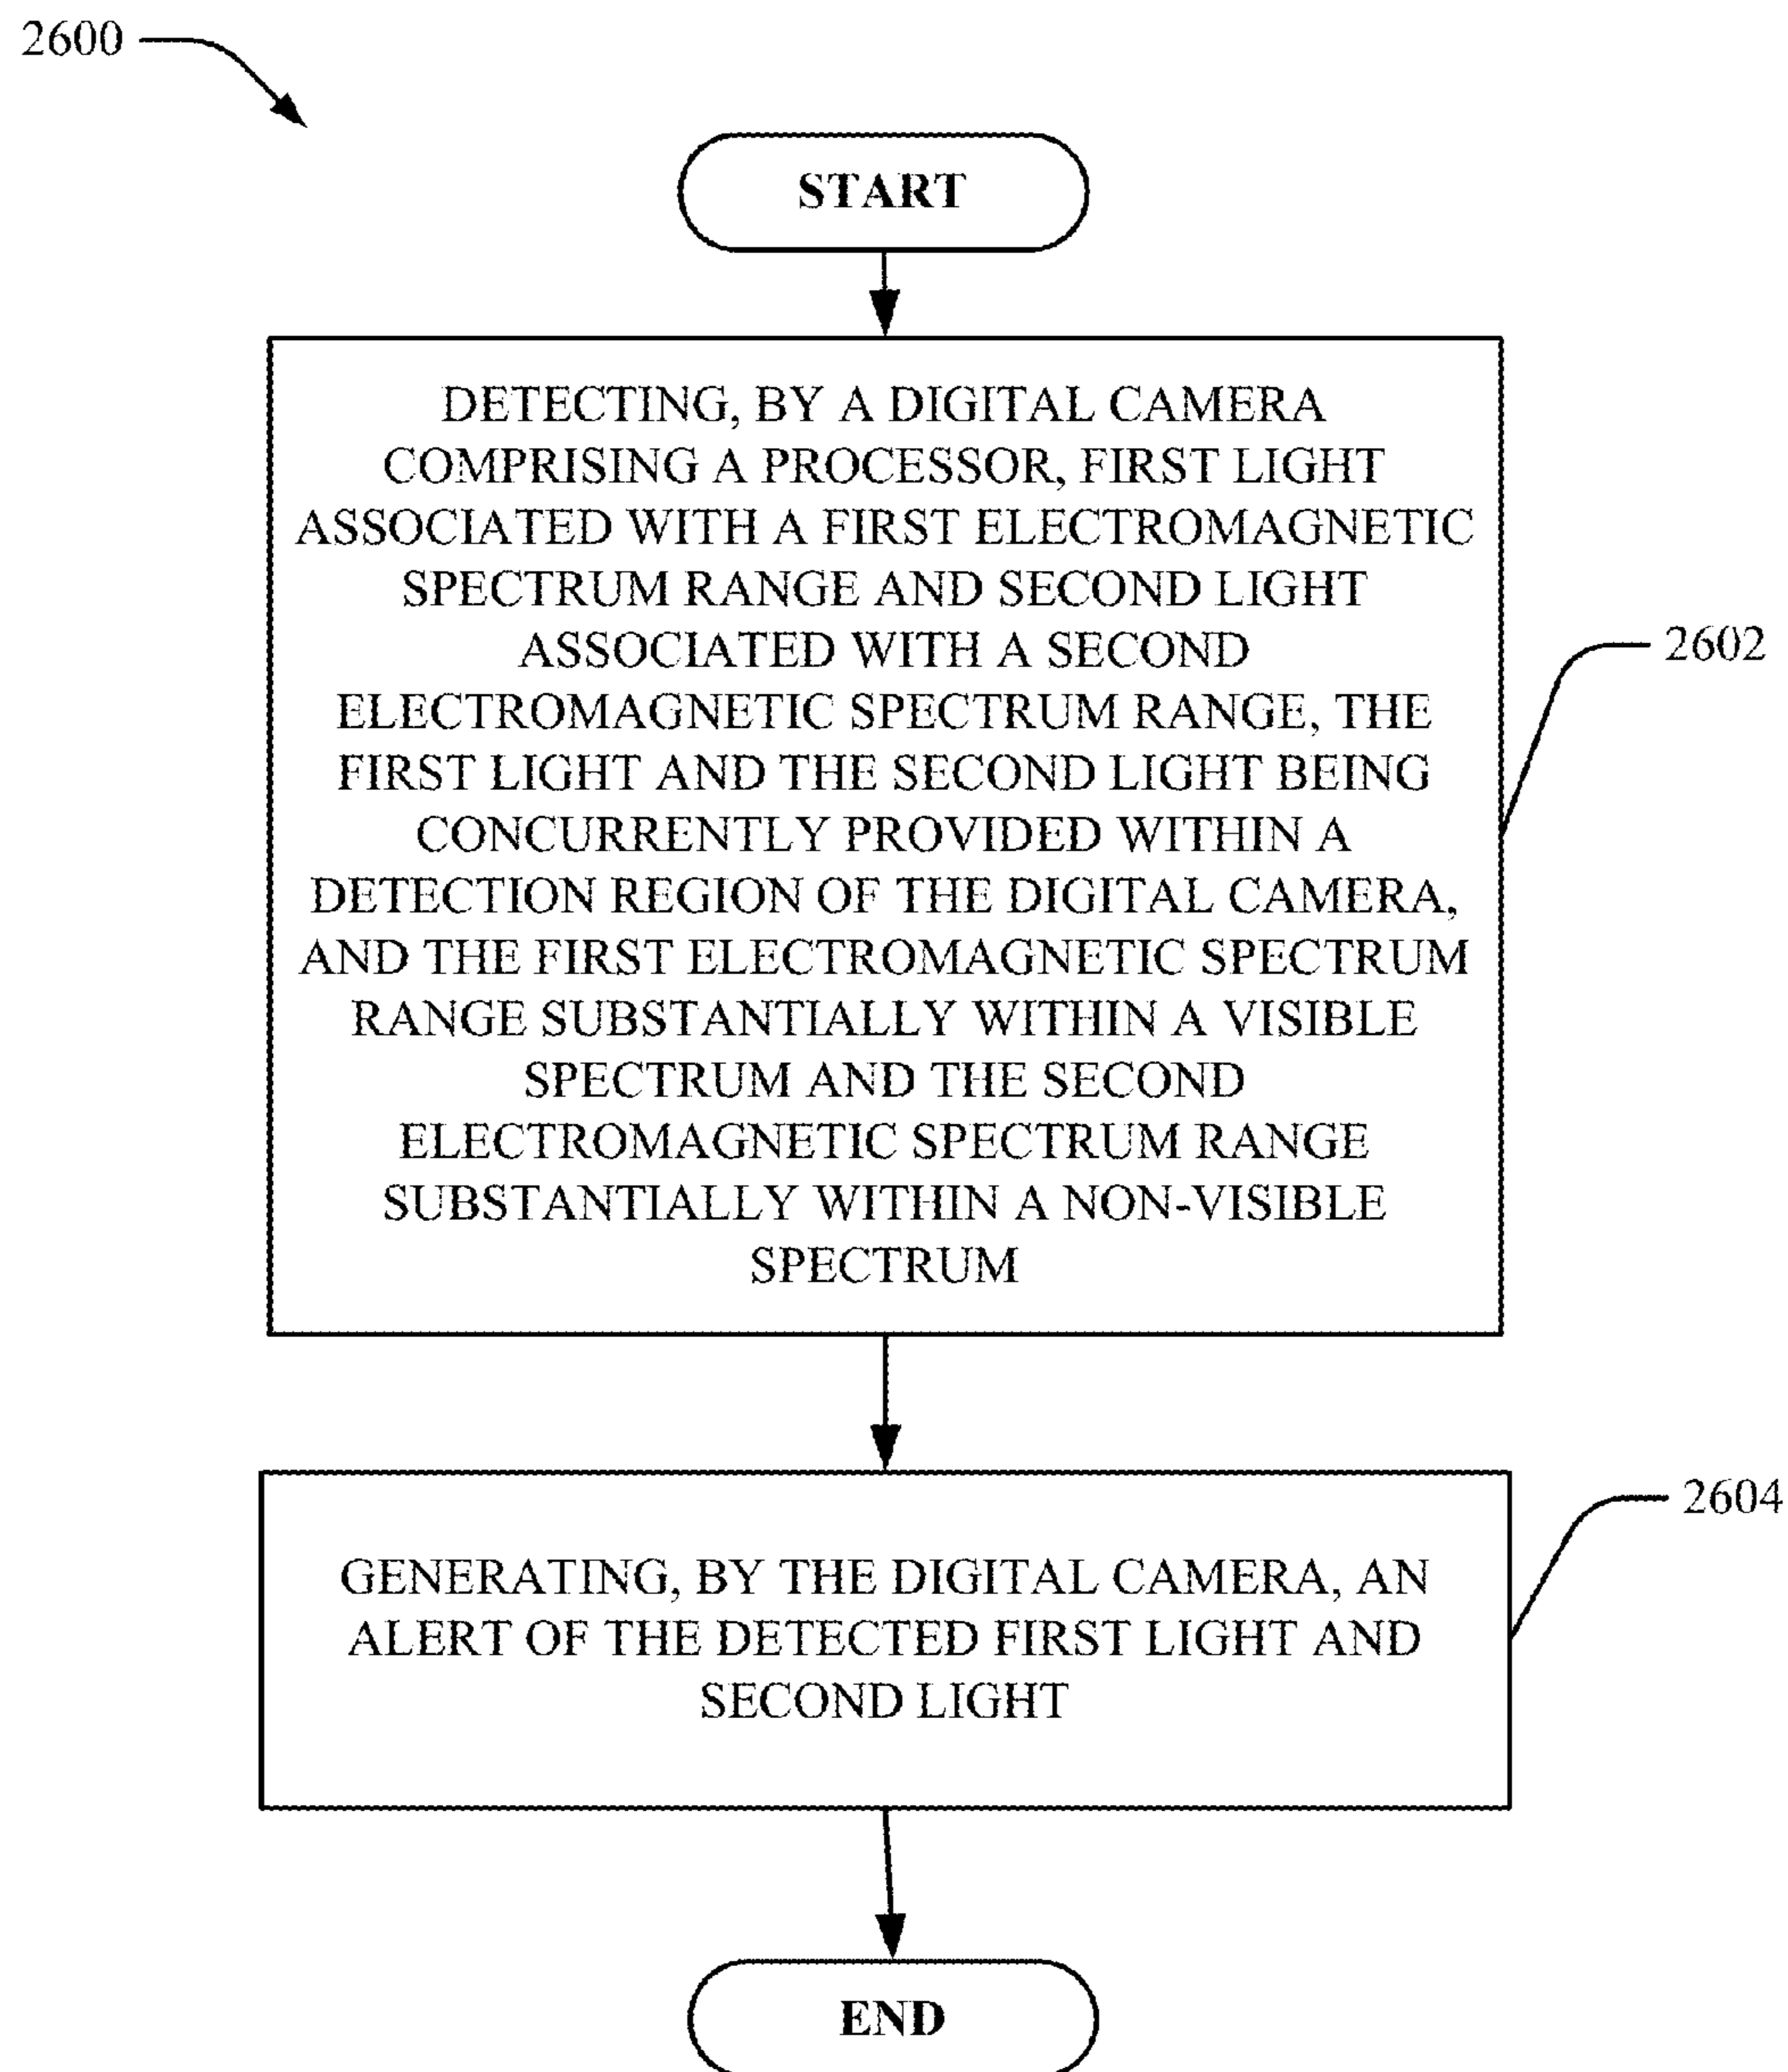 2600
START
DETECTING, BY A DIGITAL CAMERA
COMPRISING A PROCESSOR, FIRST LIGHT
ASSOCIATED WITH A FIRST ELECTROMAGNETIC
SPECTRUM RANGE AND SECOND LIGHT
ASSOCIATED WITH A SECOND
ELECTROMAGNETIC SPECTRUM RANGE, THE
FIRST LIGHT AND THE SECOND LIGHT BEING
CONCURRENTLY PROVIDED WITHIN A
DETECTION REGION OF THE DIGITAL CAMERA,
AND THE FIRST ELECTROMAGNETIC SPECTRUM
RANGE SUBSTANTIALLY WITHIN A VISIBLE
SPECTRUM AND THE SECOND
ELECTROMAGNETIC SPECTRUM RANGE
SUBSTANTIALLY WITHIN A NON-VISIBLE
SPECTRUM
2602
GENERATING, BY THE DIGITAL CAMERA, AN
ALERT OF THE DETECTED FIRST LIGHT AND
SECOND LIGHT
2604
END